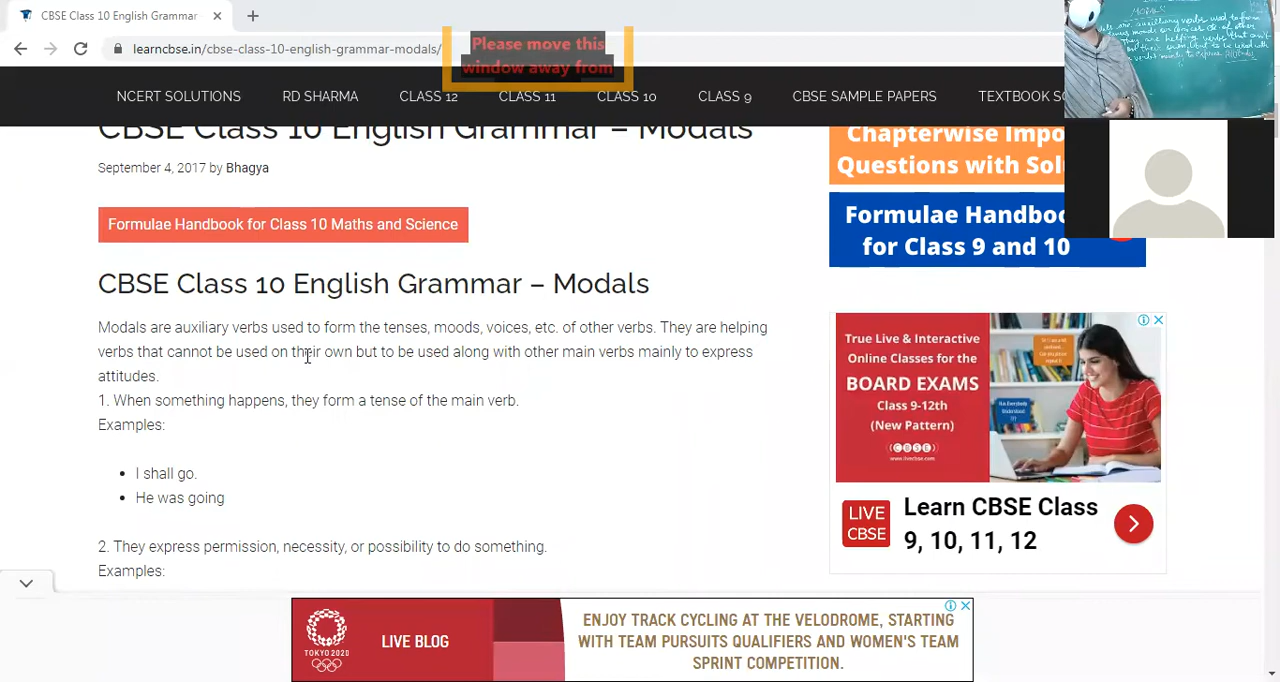 CBSE Class 10 English Grammar
learncbse.in/cbse-class-10-english-grammar-modals/
Please move this
window away from
NCERT SOLUTIONS
RD SHARMA
CLASS 12
CLASS 11
CLASS 10
CLASS 9
CBSE SAMPLE PAPERS
TEXTBOOK SO
MODALS
CBSE Class 10 English Grammar – Modals
September 4, 2017 by Bhagya
Formulae Handbook for Class 10 Maths and Science
CBSE Class 10 English Grammar – Modals
Modals are auxiliary verbs used to form the tenses, moods, voices, etc. of other verbs. They are helping
verbs that cannot be used on their own but to be used along with other main verbs mainly to express
attitudes.
1. When something happens, they form a tense of the main verb.
Examples:
• I shall go.
• He was going
2. They express permission, necessity, or possibility to do something.
Examples:
Chapterwise Impo
Questions with Sol
Formulae Handboo
for Class 9 and 10
True Live & Interactive
Online Classes for the
BOARD EXAMS
Class 9-12th
(New Pattern)
CBSE
www.livecbse.com
LIVE
CBSE
Learn CBSE Class
9, 10, 11, 12
TOKYO 2020
LIVE BLOG
ENJOY TRACK CYCLING AT THE VELODROME, STARTING
WITH TEAM PURSUITS QUALIFIERS AND WOMEN'S TEAM
SPRINT COMPETITION.